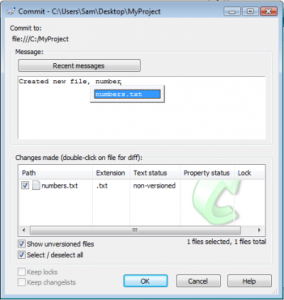 Commit - C:\Users\Sam\Desktop\MyProject
Commit to:
file:///C:/MyProject
Message:
Recent messages
Created new file, number
numbers.txt
Changes made (double-click on file for diff):
Path Extension Text status Property status Lock
numbers.txt .txt non-versioned
Show unversioned files
1 files selected, 1 files total
Select / deselect all
Keep locks
Keep changelists
OK Cancel Help